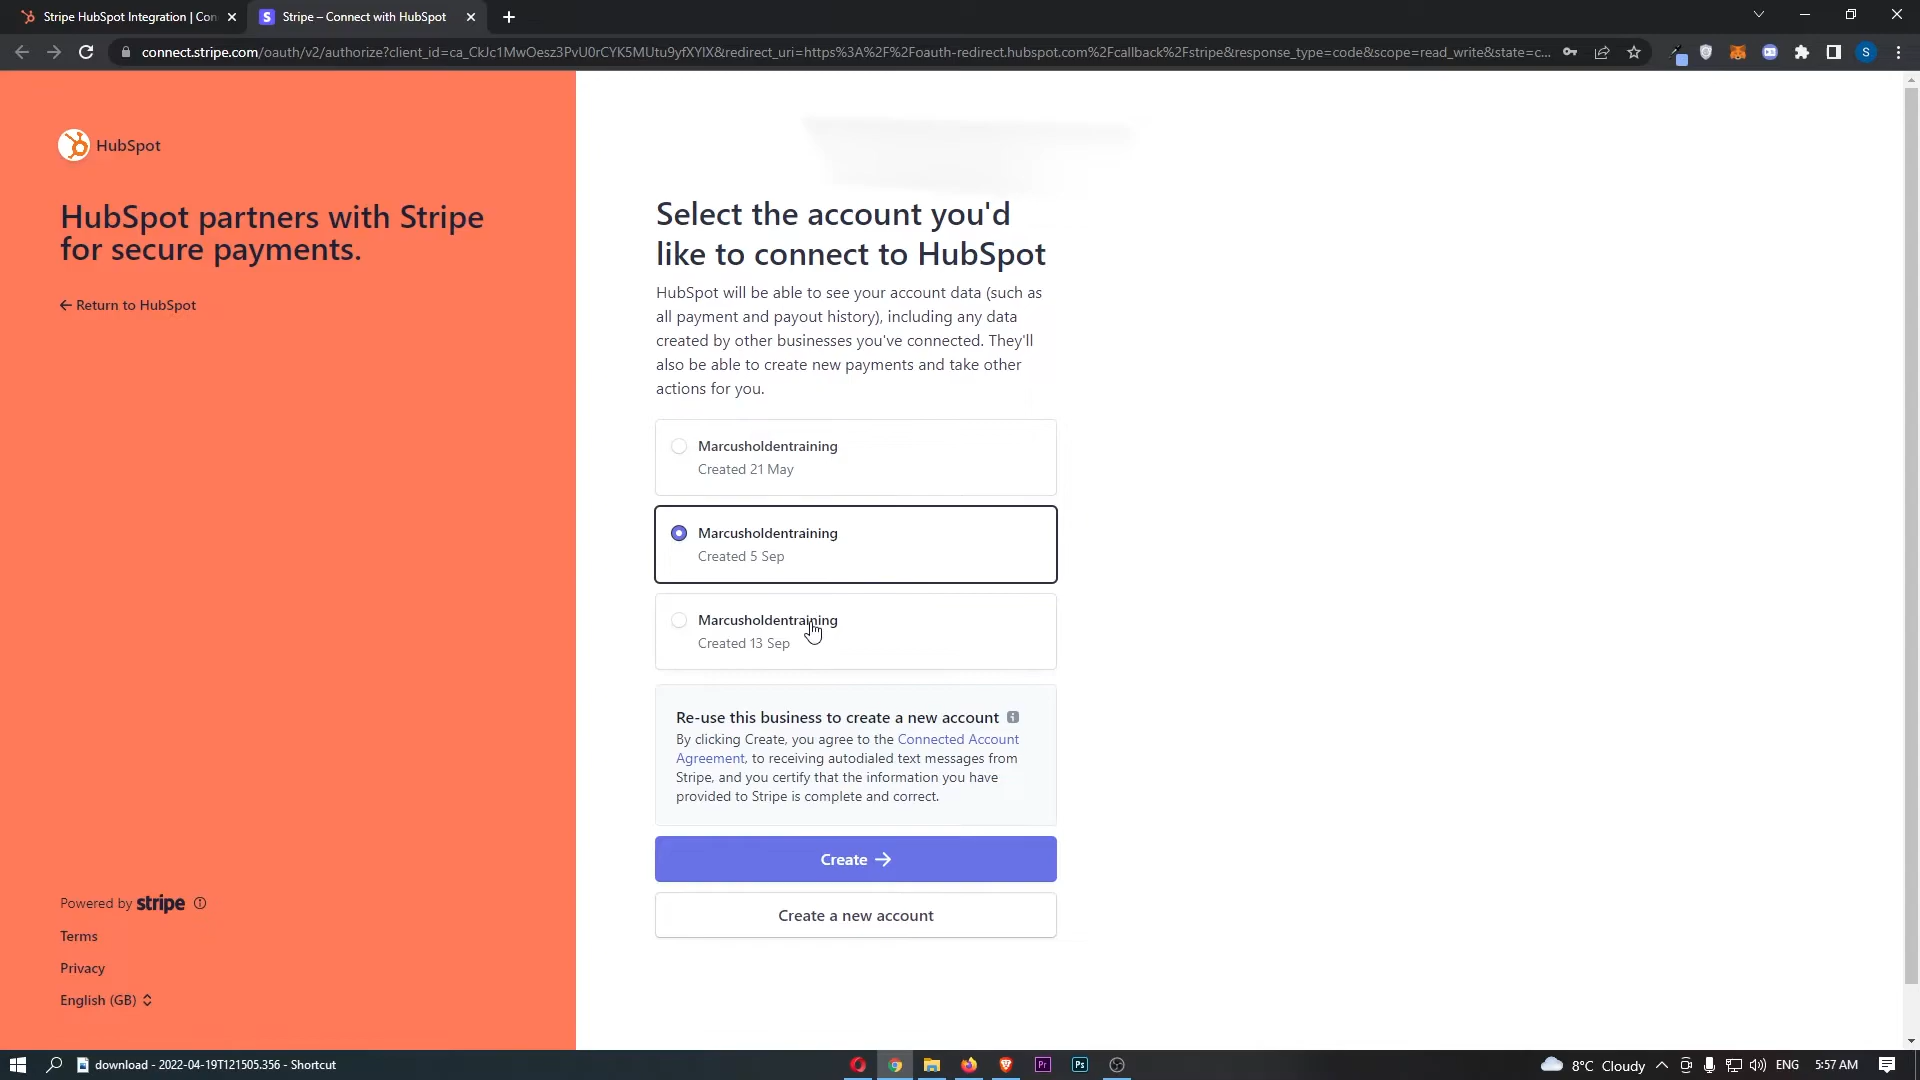 Stripe HubSpot Integration | Con
Stripe – Connect with HubSpot
connect.stripe.com/oauth/v2/authorize?client_id=ca_CkJc1MwOesz3PvU0rCYK5MUtu9yfXYIX&redirect_uri=https%3A%2F%2Foauth-redirect.hubspot.com%2Fcallback%2Fstripe&response_type=code&scope=read_write&state=c...
S
HubSpot
HubSpot partners with Stripe
for secure payments.
← Return to HubSpot
Powered by stripe
Terms
Privacy
English (GB)
Select the account you'd
like to connect to HubSpot
HubSpot will be able to see your account data (such as
all payment and payout history), including any data
created by other businesses you've connected. They'll
also be able to create new payments and take other
actions for you.
Marcusholdentraining
Created 21 May
Marcusholdentraining
Created 5 Sep
Marcusholdentraining
Created 13 Sep
Re-use this business to create a new account
By clicking Create, you agree to the Connected Account
Agreement, to receiving autodialed text messages from
Stripe, and you certify that the information you have
provided to Stripe is complete and correct.
Create →
Create a new account
download - 2022-04-19T121505.356 - Shortcut
Pr
Ps
8°C Cloudy
ENG
5:57 AM